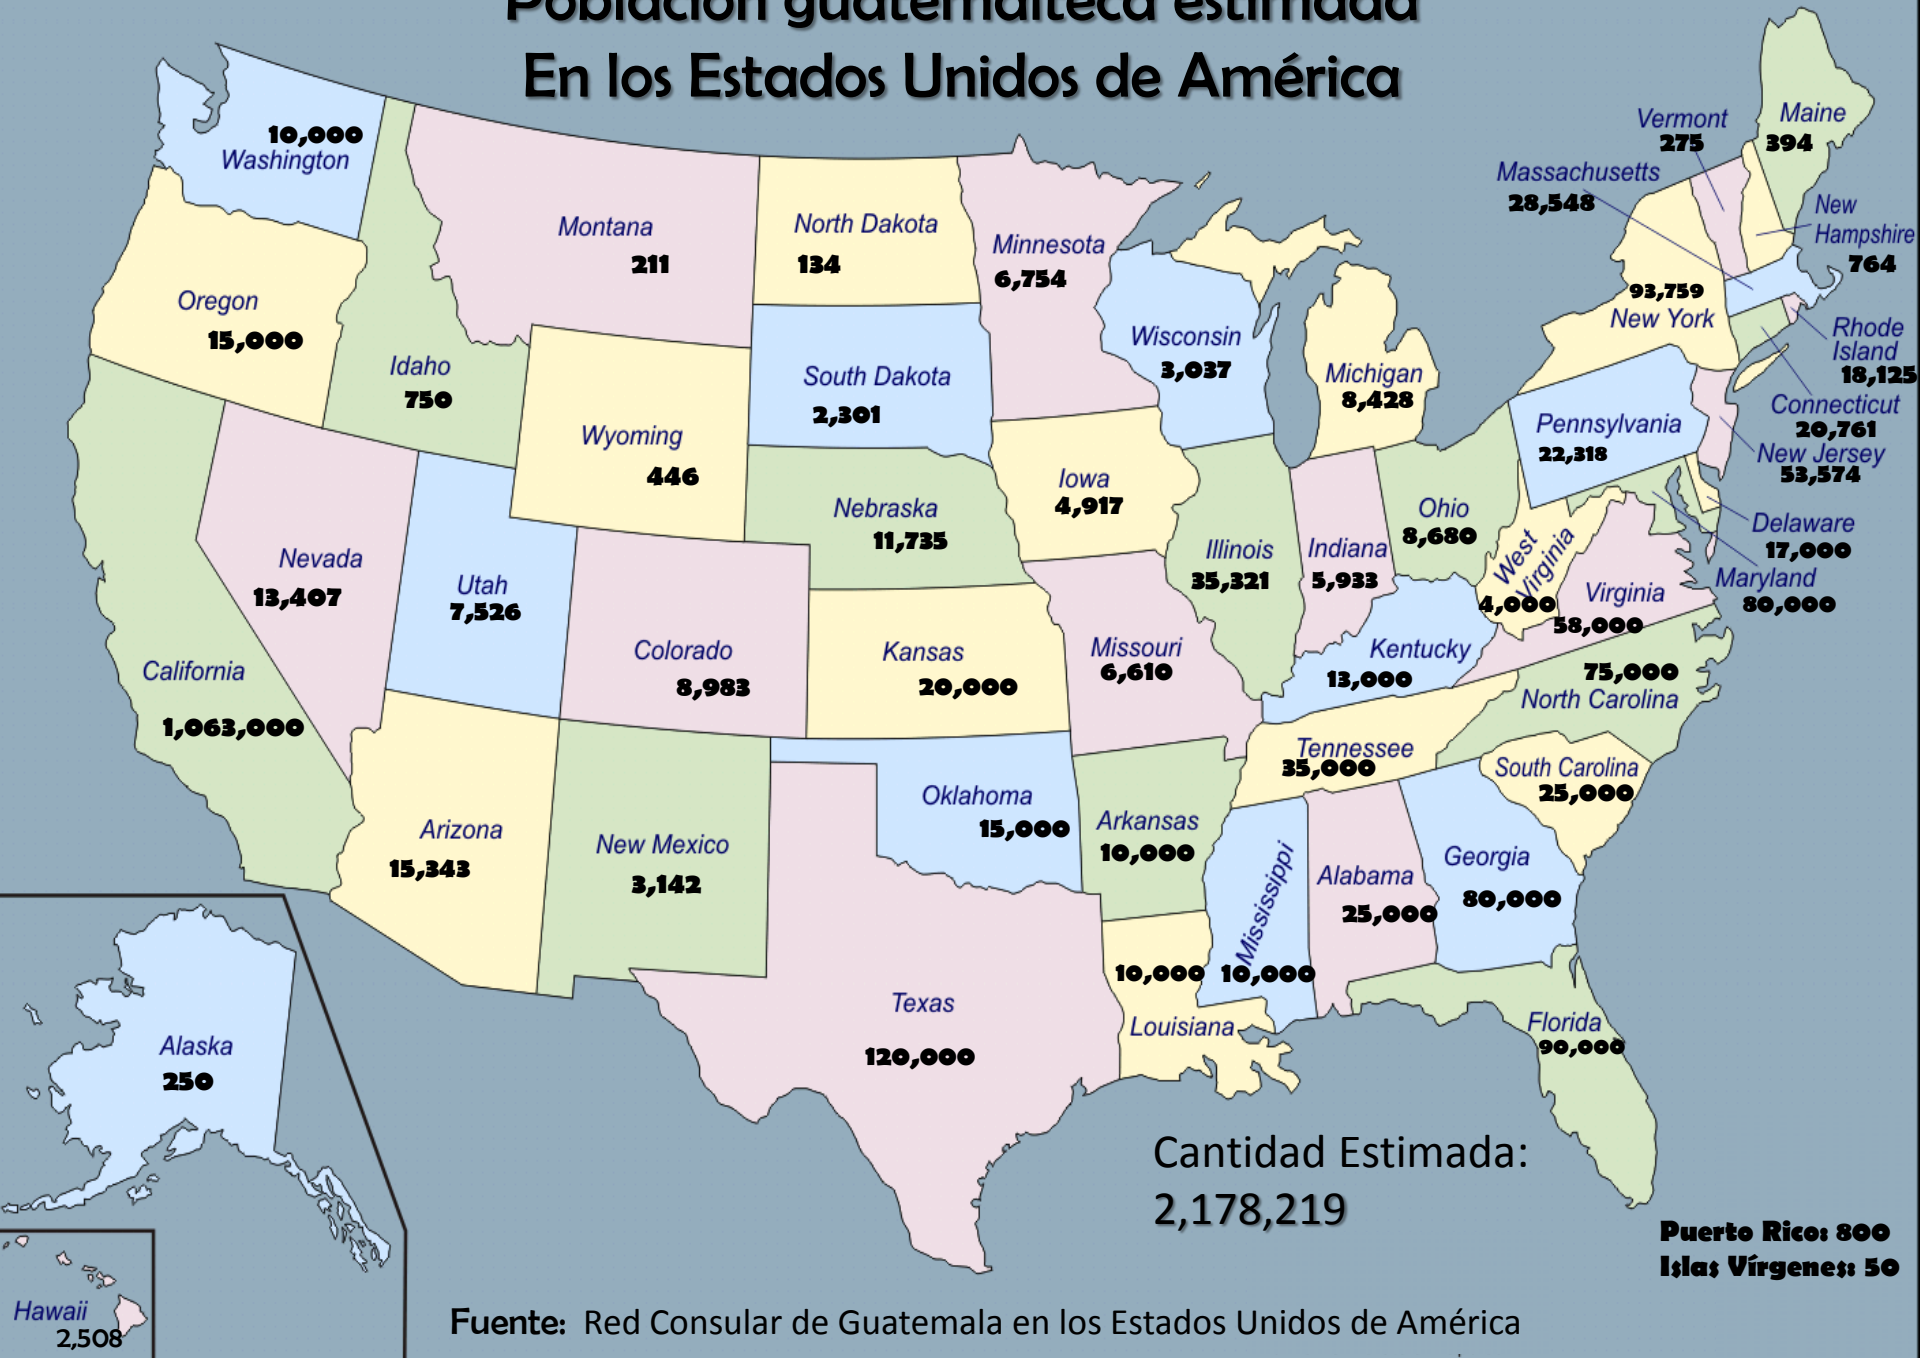 Población guatemalteca estimada
En los Estados Unidos de América
10,000
Washington
Oregon
15,000
Idaho
750
Montana
211
North Dakota
134
Minnesota
6,754
Wisconsin
3,037
Michigan
8,428
Vermont
275
Maine
394
Massachusetts
28,548
New
Hampshire
764
93,759
New York
Rhode
Island
18,125
Connecticut
20,761
New Jersey
53,574
Pennsylvania
22,318
Delaware
17,000
Maryland
80,000
South Dakota
2,301
Wyoming
446
Nebraska
11,735
Iowa
4,917
Illinois
35,321
Indiana
5,933
Ohio
8,680
West
Virginia
4,000
Virginia
58,000
Nevada
13,407
Utah
7,526
Colorado
8,983
Kansas
20,000
Missouri
6,610
Kentucky
13,000
75,000
North Carolina
California
1,063,000
Tennessee
35,000
South Carolina
25,000
Arizona
15,343
New Mexico
3,142
Oklahoma
15,000
Arkansas
10,000
Mississippi
10,000
Alabama
25,000
Georgia
80,000
Texas
120,000
10,000
Louisiana
Florida
90,000
Alaska
250
Hawaii
2,508
Cantidad Estimada:
2,178,219
Puerto Rico: 800
Islas Vírgenes: 50
Fuente: Red Consular de Guatemala en los Estados Unidos de América